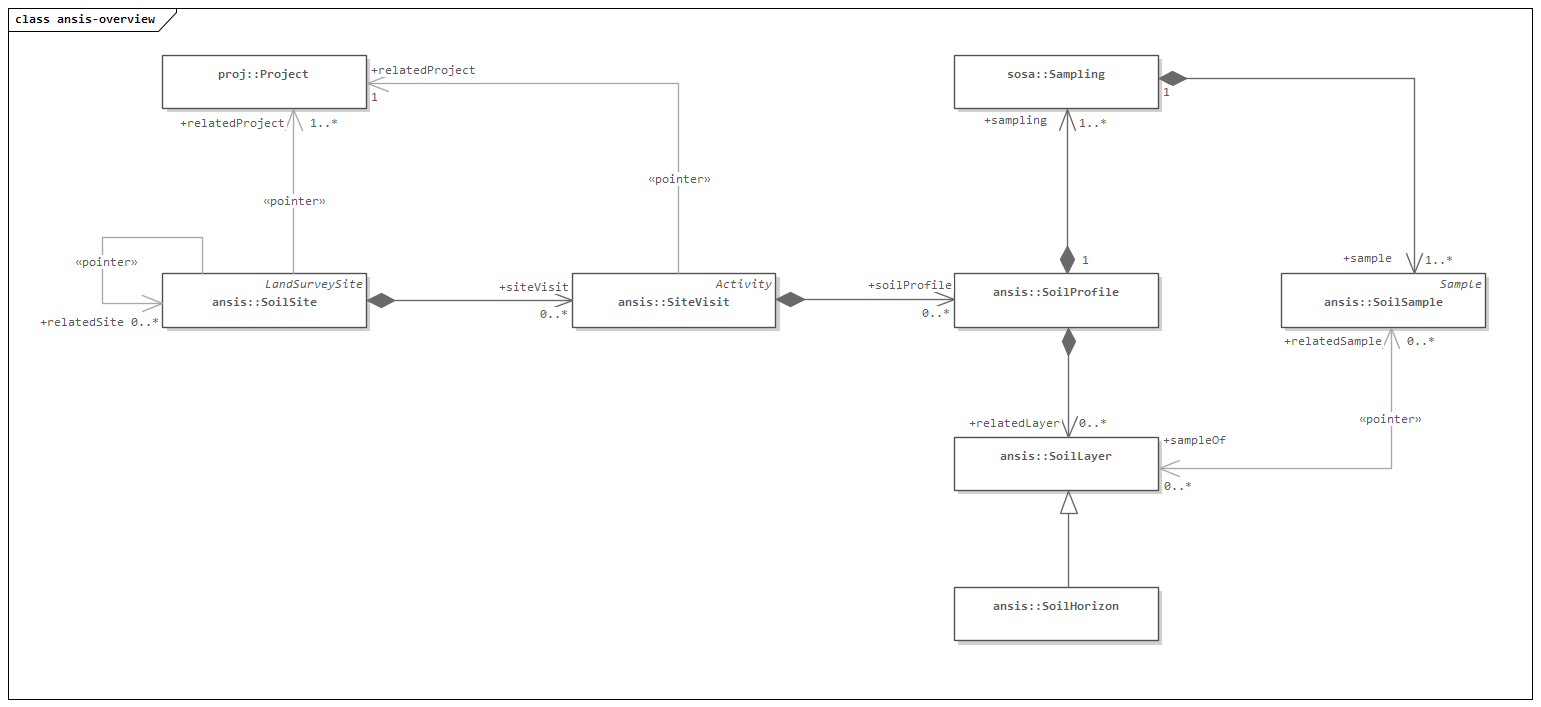 class ansis-overview
proj::Project
+relatedProject
1
+relatedProject
1..*
sosa::Sampling
1
+sampling
1..*
«pointer»
«pointer»
«pointer»
+relatedSite 0..*
LandSurveySite
ansis::SoilSite
+siteVisit
0..*
Activity
ansis::SiteVisit
+soilProfile
0..*
1
ansis::SoilProfile
+sample
1..*
Sample
ansis::SoilSample
+relatedSample
0..*
«pointer»
+relatedLayer
0..*
ansis::SoilLayer
+sampleOf
0..*
ansis::SoilHorizon